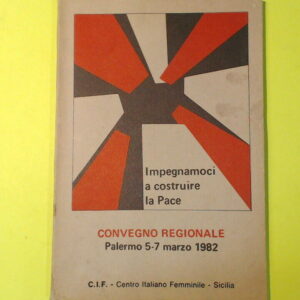 Impegnamoci
a costruire
la Pace
CONVEGNO REGIONALE
Palermo 5-7 marzo 1982
C.I.F. - Centro Italiano Femminile - Sicilia